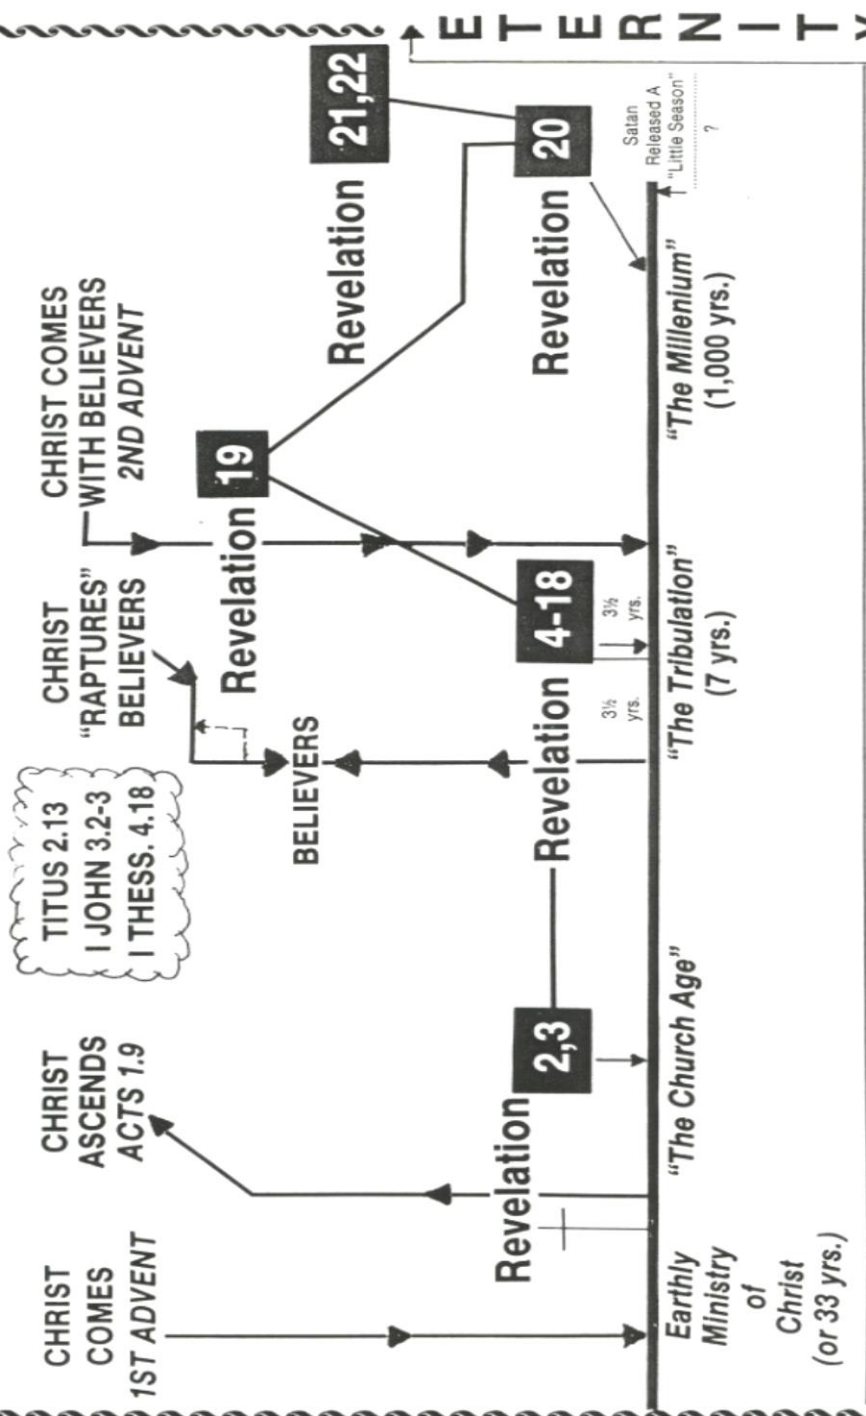 CHRIST
COMES
1ST ADVENT
CHRIST
ASCENDS
ACTS 1.9
TITUS 2.13
I JOHN 3.2-3
I THESS. 4.18
CHRIST
"RAPTURES"
BELIEVERS
CHRIST COMES
WITH BELIEVERS
2ND ADVENT
BELIEVERS
Revelation 19
Revelation 21,22
Revelation 2,3
Revelation 4-18
Revelation 20
3½
yrs.
3½
yrs.
Satan
Released A
"Little Season"
?
Earthly
Ministry
of
Christ
(or 33 yrs.)
"The Church Age"
"The Tribulation"
(7 yrs.)
"The Millenium"
(1,000 yrs.)
ETERNITY